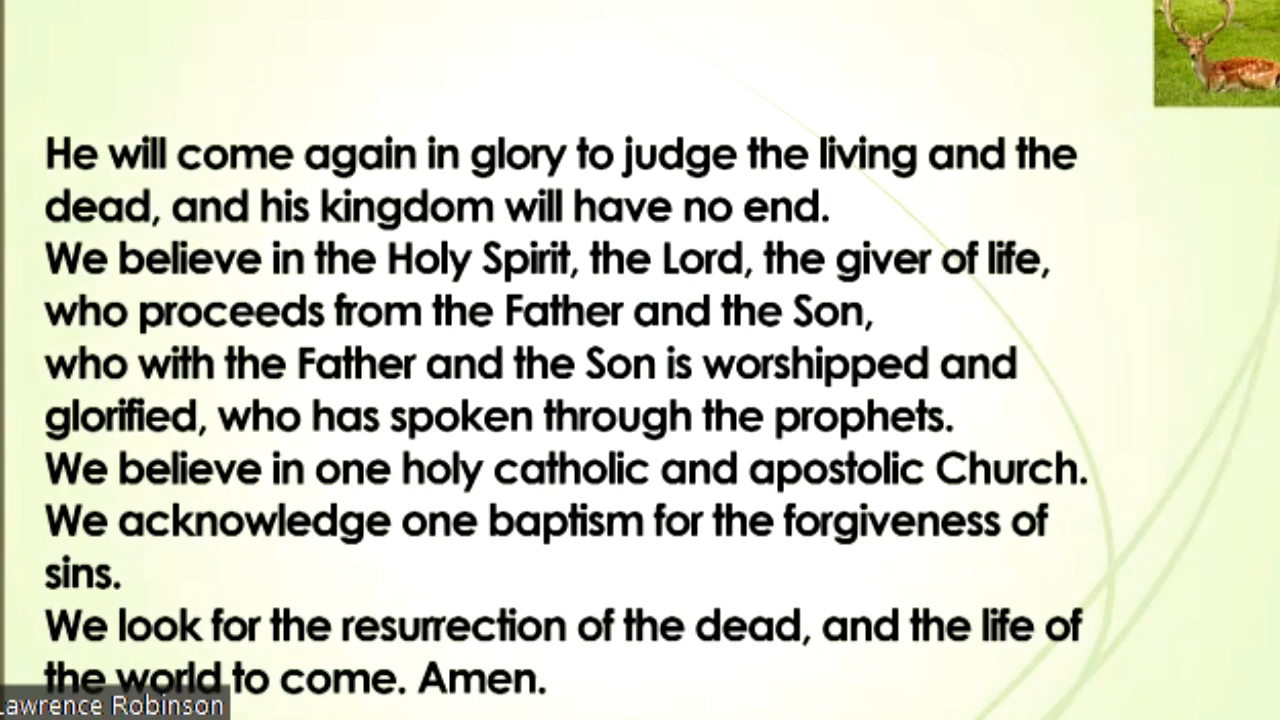 He will come again in glory to judge the living and the
dead, and his kingdom will have no end.
We believe in the Holy Spirit, the Lord, the giver of life,
who proceeds from the Father and the Son,
who with the Father and the Son is worshipped and
glorified, who has spoken through the prophets.
We believe in one holy catholic and apostolic Church.
We acknowledge one baptism for the forgiveness of
sins.
We look for the resurrection of the dead, and the life of
the world to come. Amen.
Lawrence Robinson